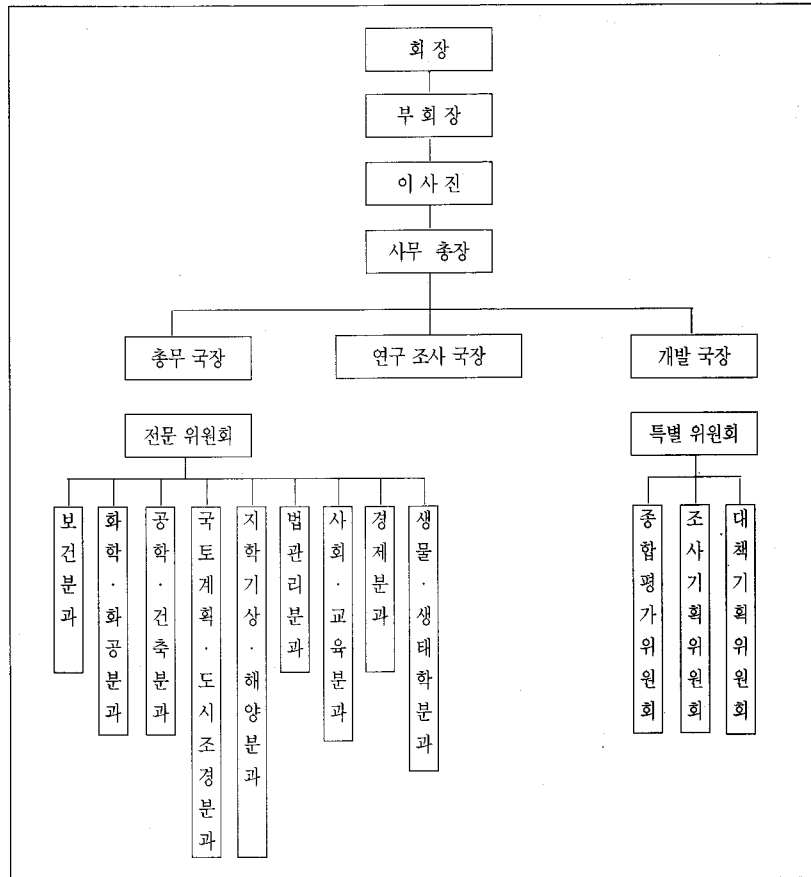 회 장
부 회 장
이 사 진
사무 총장
총무 국장
연구 조사 국장
개발 국장
전문 위원회
특별 위원회
보건분과
화학·화공분과
공학·건축분과
국토계획·도시조경분과
지학기상·해양분과
법관리분과
사회·교육분과
경제분과
생물·생태학분과
종합평가위원회
조사기획위원회
대책기획위원회